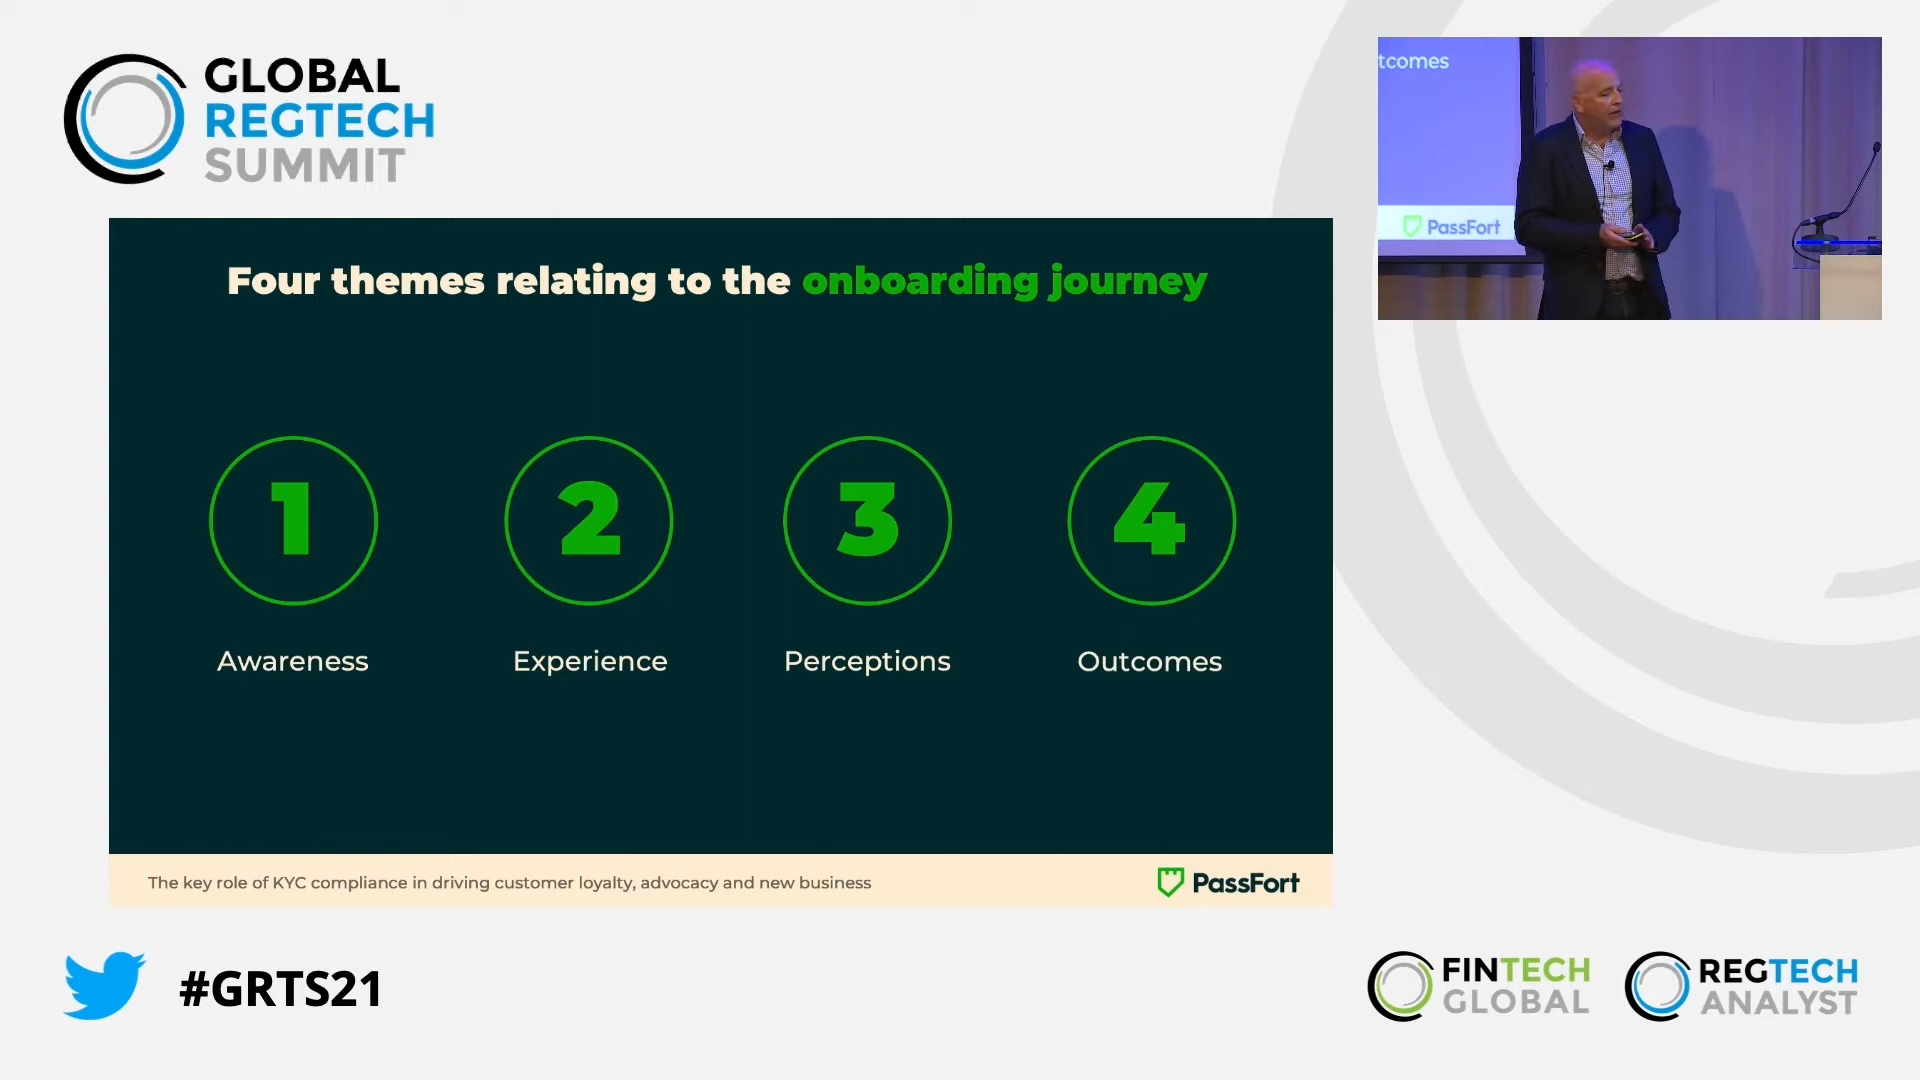 GLOBAL
REGTECH
SUMMIT
tcomes
PassFort
Four themes relating to the onboarding journey
1
2
3
4
Awareness
Experience
Perceptions
Outcomes
The key role of KYC compliance in driving customer loyalty, advocacy and new business
PassFort
#GRTS21
FINTECH
GLOBAL
REGTECH
ANALYST